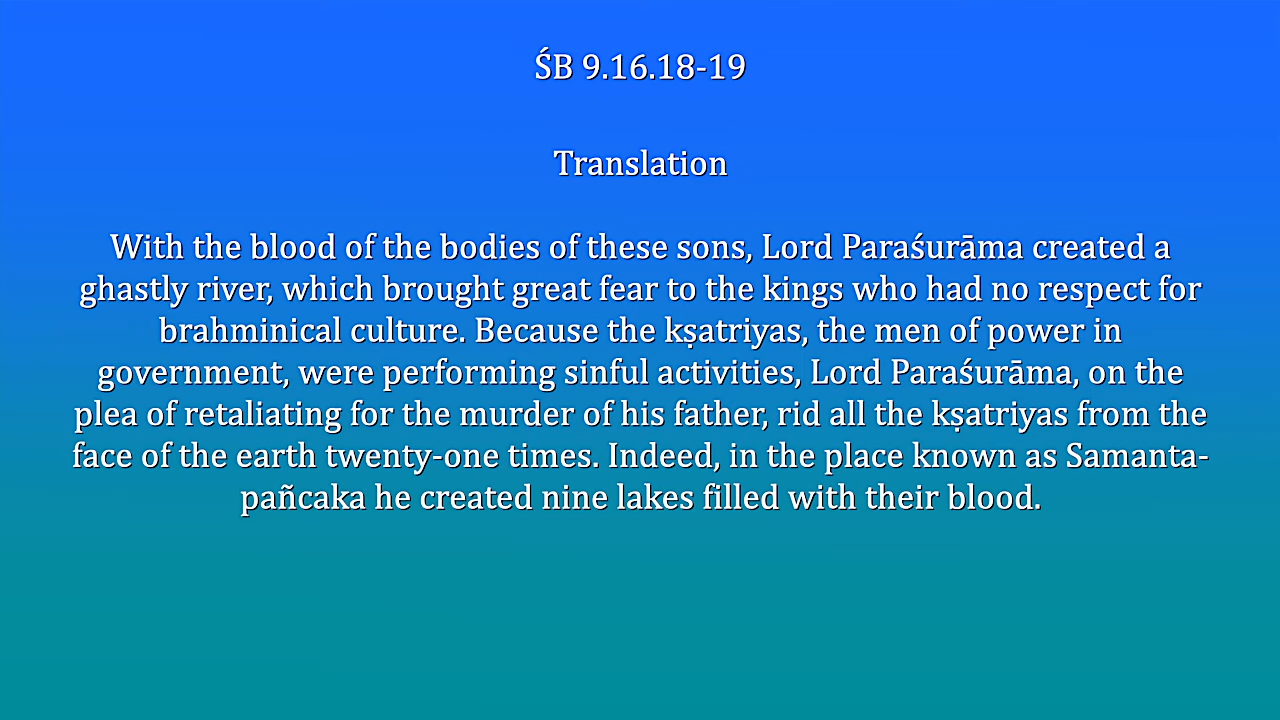 ŚB 9.16.18-19
Translation
With the blood of the bodies of these sons, Lord Paraśurāma created a
ghastly river, which brought great fear to the kings who had no respect for
brahminical culture. Because the kṣatriyas, the men of power in
government, were performing sinful activities, Lord Paraśurāma, on the
plea of retaliating for the murder of his father, rid all the kṣatriyas from the
face of the earth twenty-one times. Indeed, in the place known as Samanta-
pañcaka he created nine lakes filled with their blood.